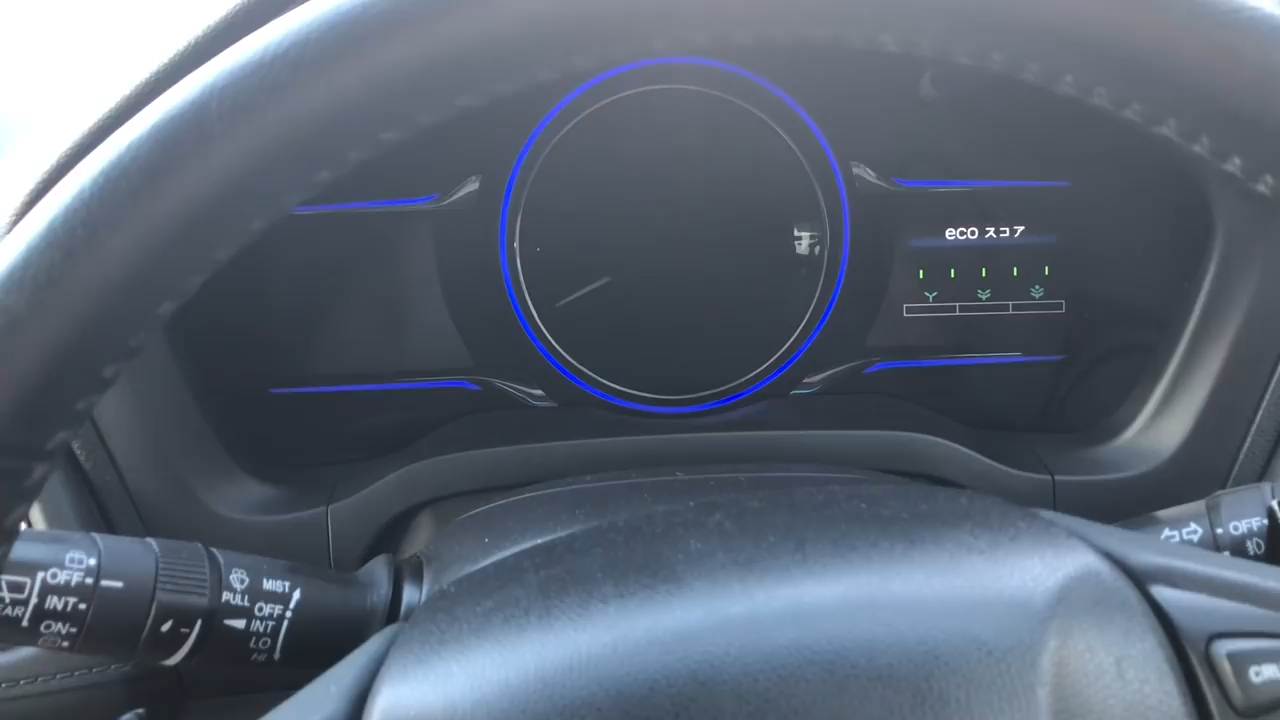 eco スコア
OFF
INT
ON
PULL
MIST
OFF
INT
LO
HI
OFF